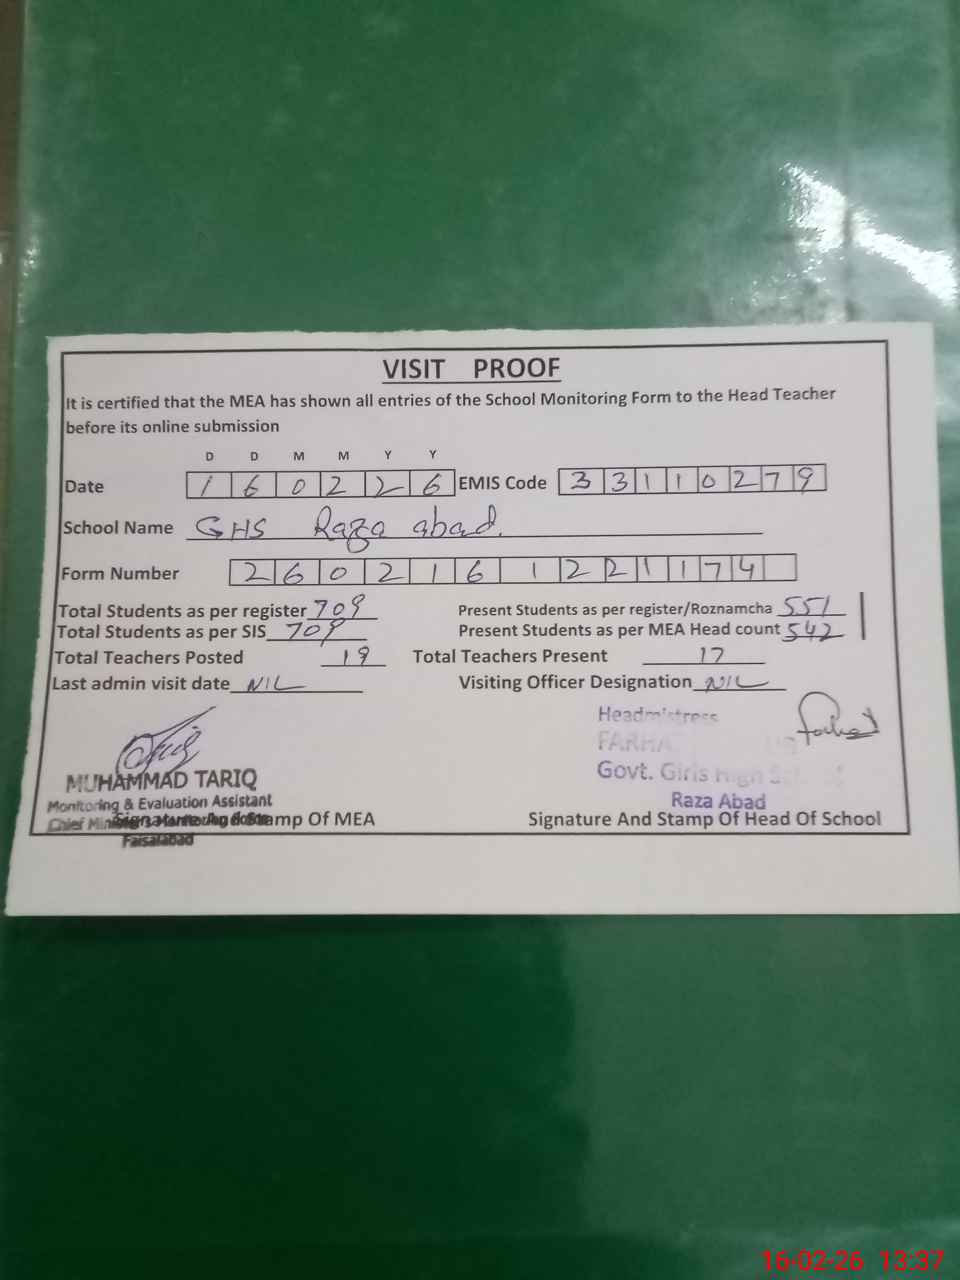 VISIT PROOF
It is certified that the MEA has shown all entries of the School Monitoring Form to the Head Teacher
before its online submission
D D M M Y Y
Date 1 6 0 2 2 6 EMIS Code 3 3 1 1 0 2 7 9
School Name GHS Raza abad.
Form Number 2 6 0 2 1 6 1 2 2 1 1 7 4
Total Students as per register 709 Present Students as per register/Roznamcha 551
Total Students as per SIS 709 Present Students as per MEA Head count 542
Total Teachers Posted 19 Total Teachers Present 17
Last admin visit date NIL Visiting Officer Designation NIL
Headmistress
FARHA
Govt. Girls High
Raza Abad
MUHAMMAD TARIQ
Monitoring & Evaluation Assistant
Signature And Stamp Of MEA Signature And Stamp Of Head Of School
Faisalabad
16-02-26 13:37